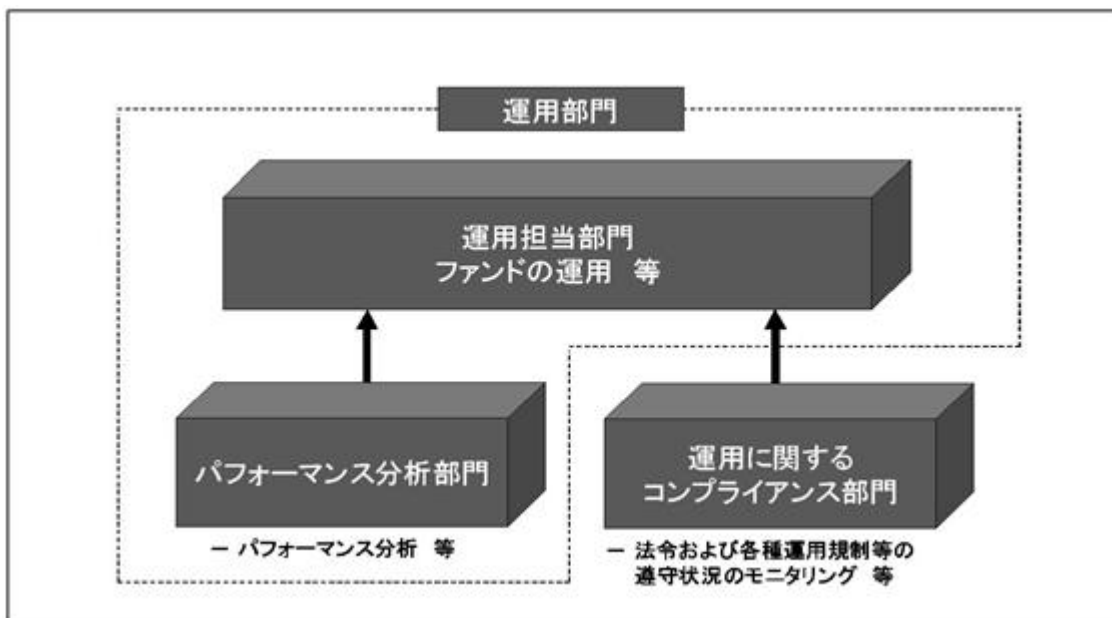 運用部門
運用担当部門
ファンドの運用 等
パフォーマンス分析部門
－ パフォーマンス分析 等
運用に関する
コンプライアンス部門
－ 法令および各種運用規制等の
遵守状況のモニタリング 等